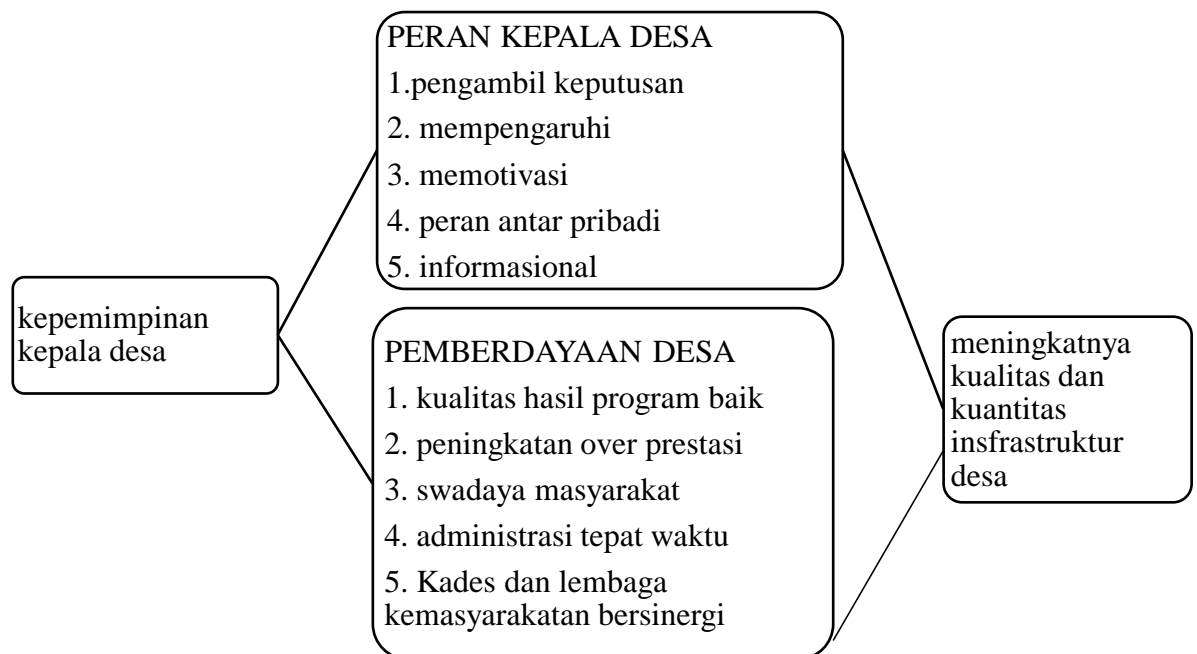 PERAN KEPALA DESA
1.pengambil keputusan
2. mempengaruhi
3. memotivasi
4. peran antar pribadi
5. informasional
kepemimpinan
kepala desa
PEMBERDAYAAN DESA
1. kualitas hasil program baik
2. peningkatan over prestasi
3. swadaya masyarakat
4. administrasi tepat waktu
5. Kades dan lembaga
kemasyarakatan bersinergi
meningkatnya
kualitas dan
kuantitas
insfrastruktur
desa